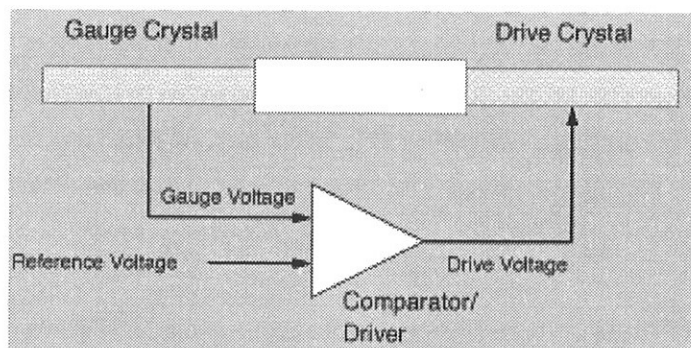 Gauge Crystal
Drive Crystal
Gauge Voltage
Reference Voltage
Drive Voltage
Comparator/
Driver